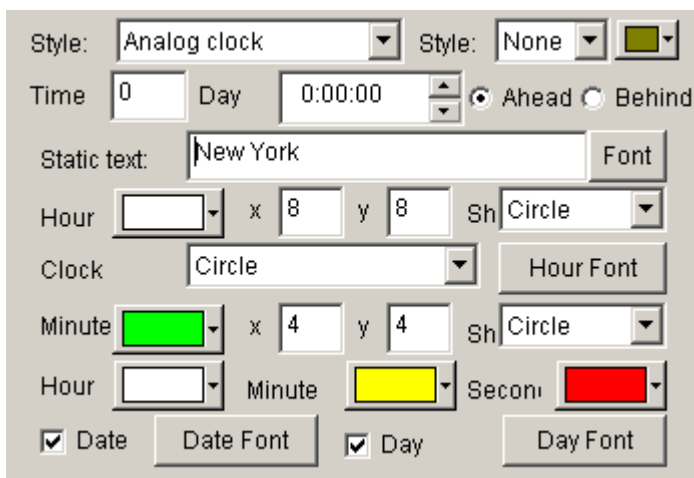 Style: Analog clock Style: None
Time 0 Day 0:00:00 Ahead Behind
Static text: New York Font
Hour x 8 y 8 Sh Circle
Clock Circle Hour Font
Minute x 4 y 4 Sh Circle
Hour Minute Secon
Date Date Font Day Day Font